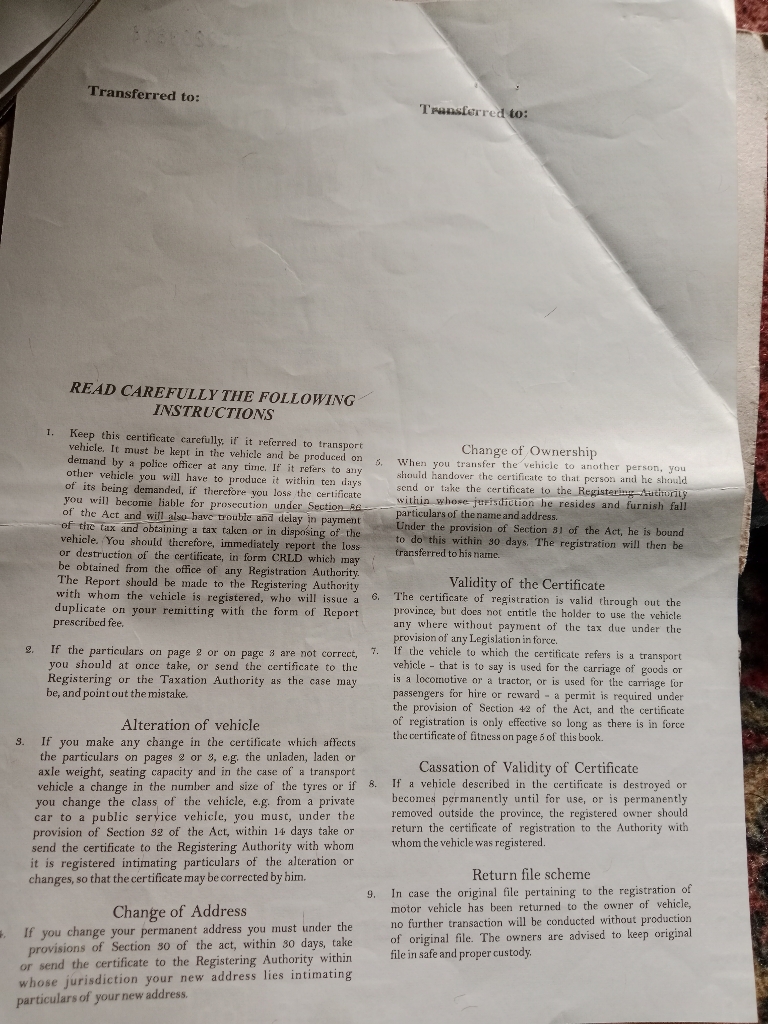 Transferred to:
Transferred to:
READ CAREFULLY THE FOLLOWING
INSTRUCTIONS
1. Keep this certificate carefully, if it referred to transport
vehicle. It must be kept in the vehicle and be produced on
demand by a police officer at any time. If it refers to any
other vehicle you will have to produce it within ten days
of its being demanded, if therefore you loss the certificate
you will become liable for prosecution under Section 86
of the Act and will also have trouble and delay in payment
of the tax and obtaining a tax taken or in disposing of the
vehicle. You should therefore, immediately report the loss
or destruction of the certificate, in form CRLD which may
be obtained from the office of any Registration Authority.
The Report should be made to the Registering Authority
with whom the vehicle is registered, who will issue a
duplicate on your remitting with the form of Report
prescribed fee.
2. If the particulars on page 2 or on page 3 are not correct,
you should at once take, or send the certificate to the
Registering or the Taxation Authority as the case may
be, and point out the mistake.
Alteration of vehicle
3. If you make any change in the certificate which affects
the particulars on pages 2 or 3, e.g. the unladen, laden or
axle weight, seating capacity and in the case of a transport
vehicle a change in the number and size of the tyres or if
you change the class of the vehicle, e.g. from a private
car to a public service vehicle, you must, under the
provision of Section 32 of the Act, within 14 days take or
send the certificate to the Registering Authority with whom
it is registered intimating particulars of the alteration or
changes, so that the certificate may be corrected by him.
Change of Address
If you change your permanent address you must under the
provisions of Section 30 of the act, within 30 days, take
or send the certificate to the Registering Authority within
whose jurisdiction your new address lies intimating
particulars of your new address.
Change of Ownership
5. When you transfer the vehicle to another person, you
should handover the certificate to that person and he should
send or take the certificate to the Registering Authority
within whose jurisdiction he resides and furnish fall
particulars of the name and address.
Under the provision of Section 31 of the Act, he is bound
to do this within 30 days. The registration will then be
transferred to his name.
Validity of the Certificate
6. The certificate of registration is valid through out the
province, but does not entitle the holder to use the vehicle
any where without payment of the tax due under the
provision of any Legislation in force.
7. If the vehicle to which the certificate refers is a transport
vehicle – that is to say is used for the carriage of goods or
is a locomotive or a tractor, or is used for the carriage for
passengers for hire or reward – a permit is required under
the provision of Section 42 of the Act, and the certificate
of registration is only effective so long as there is in force
the certificate of fitness on page 5 of this book.
Cassation of Validity of Certificate
8. If a vehicle described in the certificate is destroyed or
becomes permanently until for use, or is permanently
removed outside the province, the registered owner should
return the certificate of registration to the Authority with
whom the vehicle was registered.
Return file scheme
9. In case the original file pertaining to the registration of
motor vehicle has been returned to the owner of vehicle,
no further transaction will be conducted without production
of original file. The owners are advised to keep original
file in safe and proper custody.